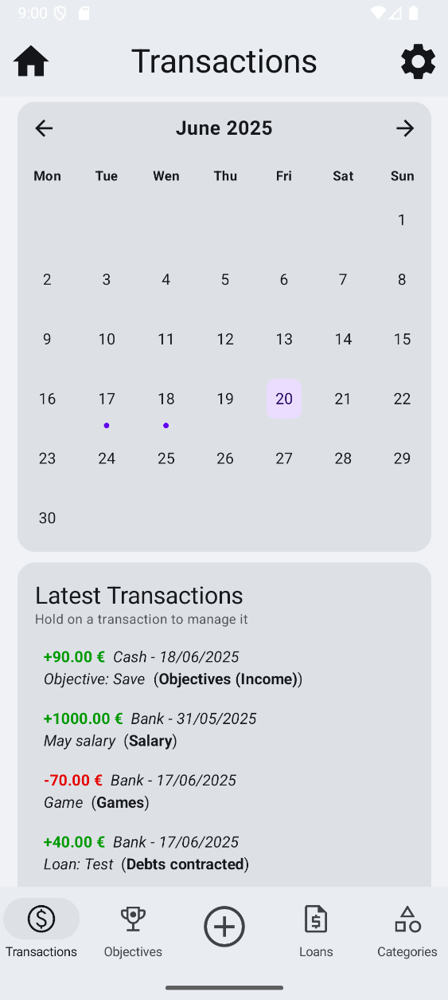 9:00
Transactions
June 2025
Mon Tue Wen Thu Fri Sat Sun
1
2 3 4 5 6 7 8
9 10 11 12 13 14 15
16 17 18 19 20 21 22
23 24 25 26 27 28 29
30
Latest Transactions
Hold on a transaction to manage it
+90.00 € Cash - 18/06/2025
Objective: Save (Objectives (Income))
+1000.00 € Bank - 31/05/2025
May salary (Salary)
-70.00 € Bank - 17/06/2025
Game (Games)
+40.00 € Bank - 17/06/2025
Loan: Test (Debts contracted)
Transactions Objectives Loans Categories